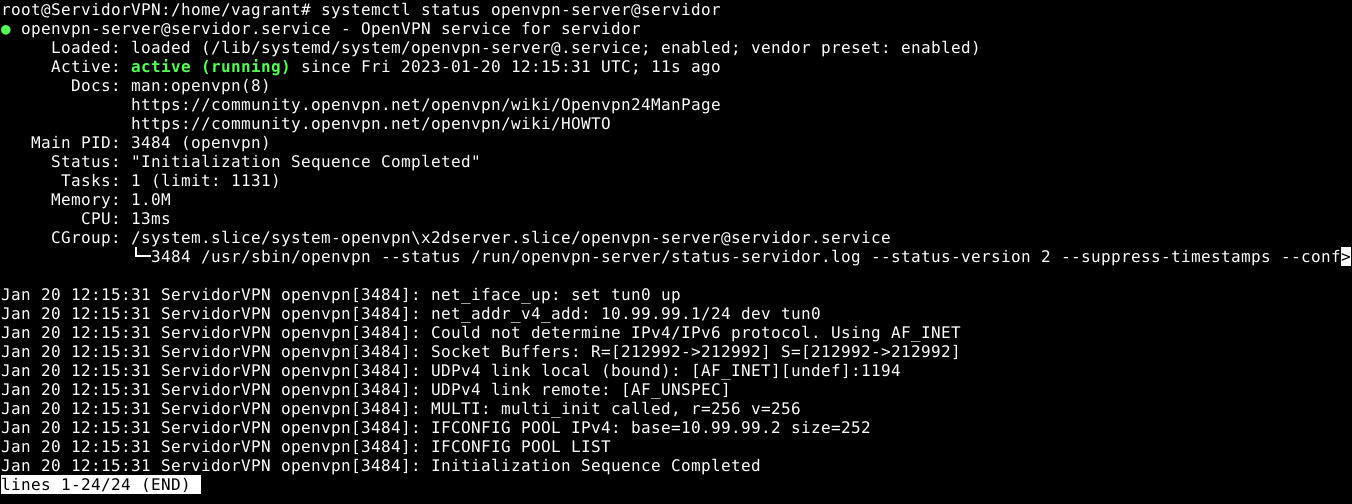 root@ServidorVPN:/home/vagrant# systemctl status openvpn-server@servidor
● openvpn-server@servidor.service - OpenVPN service for servidor
     Loaded: loaded (/lib/systemd/system/openvpn-server@.service; enabled; vendor preset: enabled)
     Active: active (running) since Fri 2023-01-20 12:15:31 UTC; 11s ago
       Docs: man:openvpn(8)
             https://community.openvpn.net/openvpn/wiki/Openvpn24ManPage
             https://community.openvpn.net/openvpn/wiki/HOWTO
   Main PID: 3484 (openvpn)
     Status: "Initialization Sequence Completed"
      Tasks: 1 (limit: 1131)
     Memory: 1.0M
        CPU: 13ms
     CGroup: /system.slice/system-openvpn\x2dserver.slice/openvpn-server@servidor.service
             └─3484 /usr/sbin/openvpn --status /run/openvpn-server/status-servidor.log --status-version 2 --suppress-timestamps --conf>

Jan 20 12:15:31 ServidorVPN openvpn[3484]: net_iface_up: set tun0 up
Jan 20 12:15:31 ServidorVPN openvpn[3484]: net_addr_v4_add: 10.99.99.1/24 dev tun0
Jan 20 12:15:31 ServidorVPN openvpn[3484]: Could not determine IPv4/IPv6 protocol. Using AF_INET
Jan 20 12:15:31 ServidorVPN openvpn[3484]: Socket Buffers: R=[212992->212992] S=[212992->212992]
Jan 20 12:15:31 ServidorVPN openvpn[3484]: UDPv4 link local (bound): [AF_INET][undef]:1194
Jan 20 12:15:31 ServidorVPN openvpn[3484]: UDPv4 link remote: [AF_UNSPEC]
Jan 20 12:15:31 ServidorVPN openvpn[3484]: MULTI: multi_init called, r=256 v=256
Jan 20 12:15:31 ServidorVPN openvpn[3484]: IFCONFIG POOL IPv4: base=10.99.99.2 size=252
Jan 20 12:15:31 ServidorVPN openvpn[3484]: IFCONFIG POOL LIST
Jan 20 12:15:31 ServidorVPN openvpn[3484]: Initialization Sequence Completed
lines 1-24/24 (END)